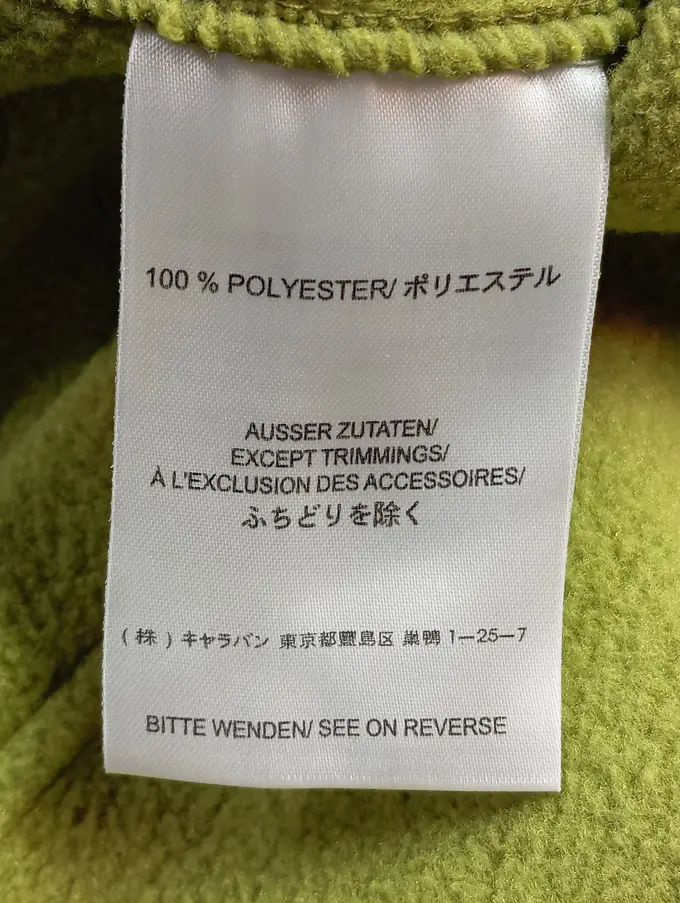 100 % POLYESTER/ ポリエステル
AUSSER ZUTATEN/
EXCEPT TRIMMINGS/
À L'EXCLUSION DES ACCESSOIRES/
ふちどりを除く
(株) キャラバン 東京都豐島区 巣鴨 1-25-7
BITTE WENDEN/ SEE ON REVERSE